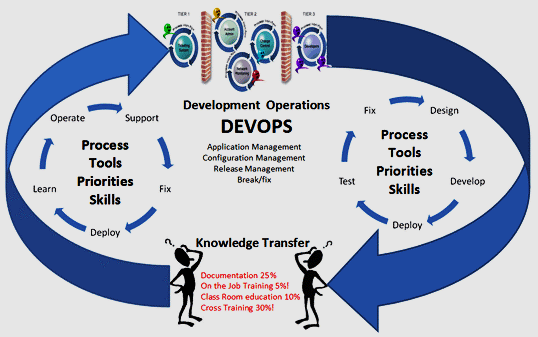 TIER 1
TIER 2
TIER 3
Development Operations
DEVOPS
Application Management
Configuration Management
Release Management
Break/fix
Operate
Support
Process
Tools
Priorities
Skills
Learn
Fix
Deploy
Fix
Design
Process
Tools
Priorities
Skills
Test
Develop
Deploy
Knowledge Transfer
Documentation 25%
On the Job Training 5%!
Class Room education 10%
Cross Training 30%!